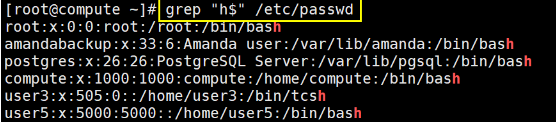 [root@compute ~]# grep "h$" /etc/passwd
root:x:0:0:root:/root:/bin/bash
amandabackup:x:33:6:Amanda user:/var/lib/amanda:/bin/bash
postgres:x:26:26:PostgreSQL Server:/var/lib/pgsql:/bin/bash
compute:x:1000:1000:compute:/home/compute:/bin/bash
user3:x:505:0::/home/user3:/bin/tcsh
user5:x:5000:5000::/home/user5:/bin/bash